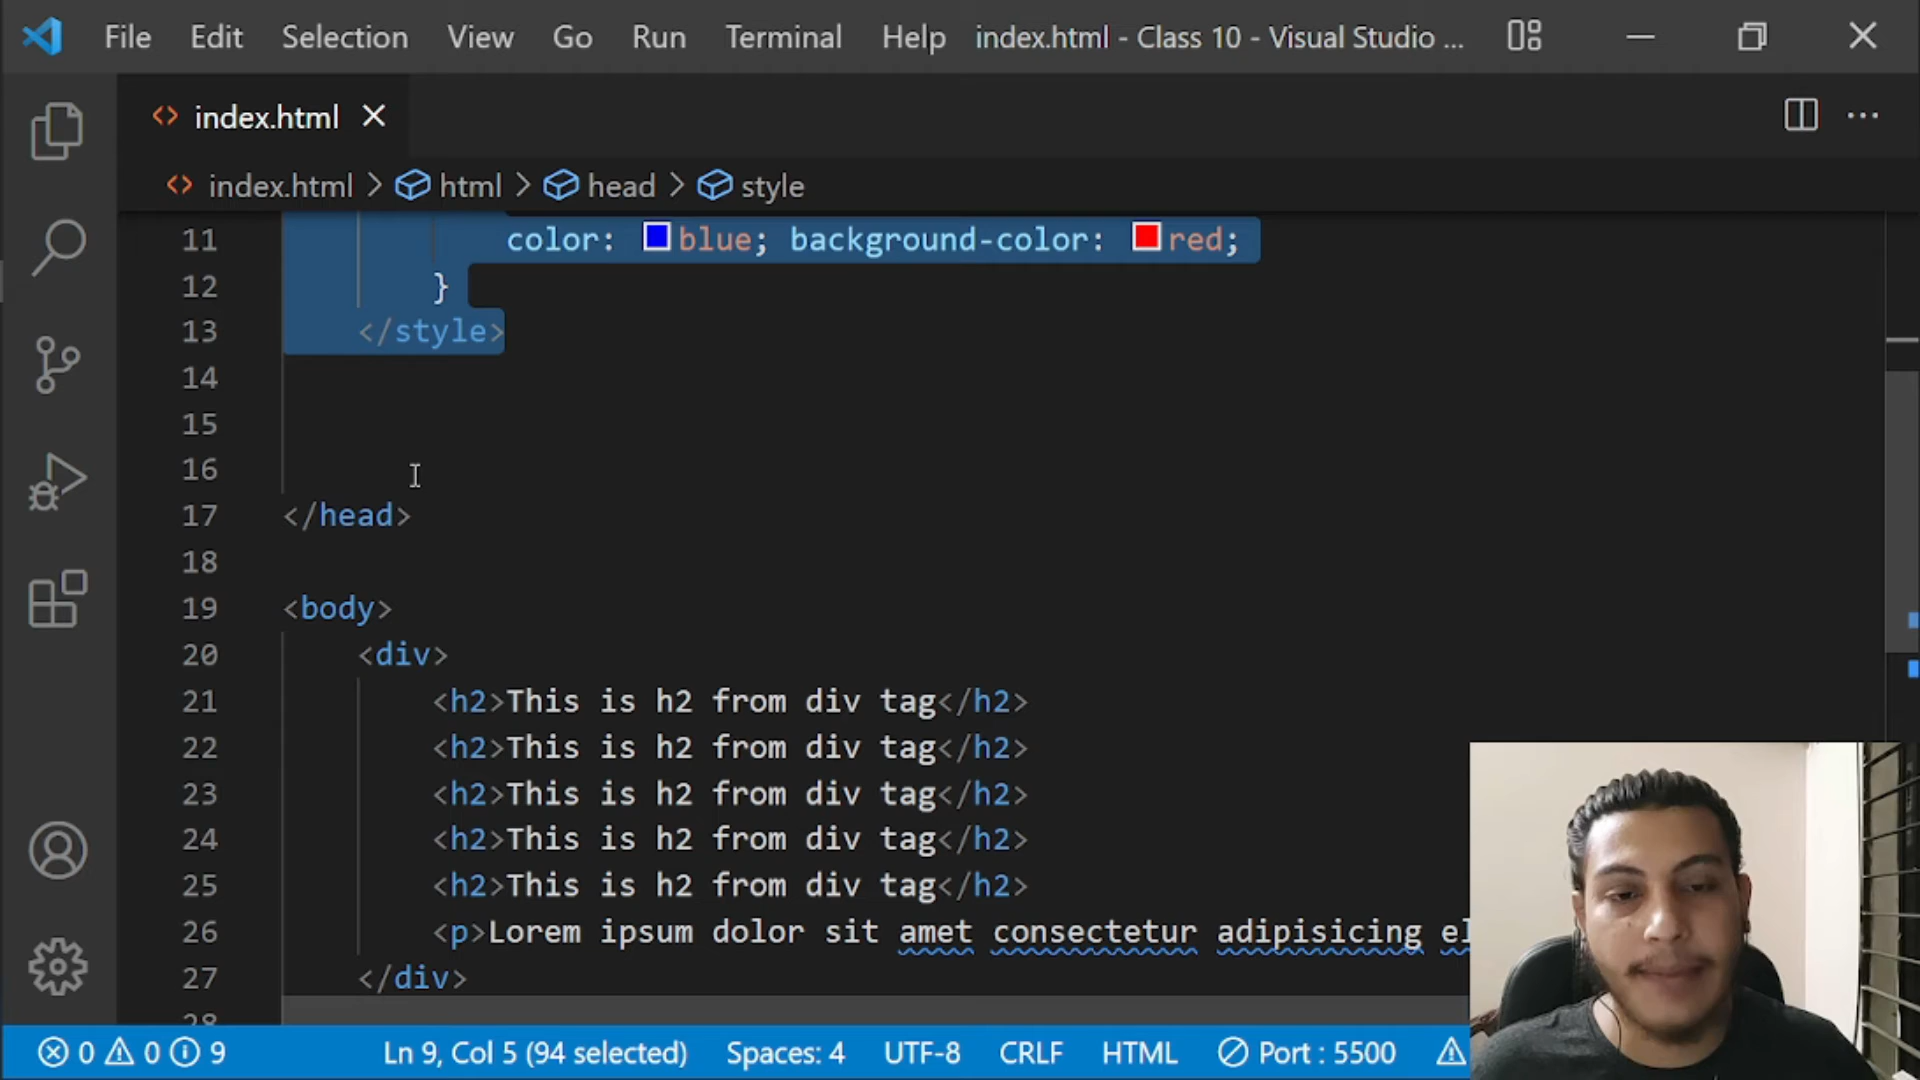 File Edit Selection View Go Run Terminal Help index.html - Class 10 - Visual Studio ...
index.html
index.html > html > head > style
11 color: blue; background-color: red;
12 }
13 </style>
14
15
16
17 </head>
18
19 <body>
20 <div>
21 <h2>This is h2 from div tag</h2>
22 <h2>This is h2 from div tag</h2>
23 <h2>This is h2 from div tag</h2>
24 <h2>This is h2 from div tag</h2>
25 <h2>This is h2 from div tag</h2>
26 <p>Lorem ipsum dolor sit amet consectetur adipisicing el
27 </div>
28
0 0 9 Ln 9, Col 5 (94 selected) Spaces: 4 UTF-8 CRLF HTML Port : 5500